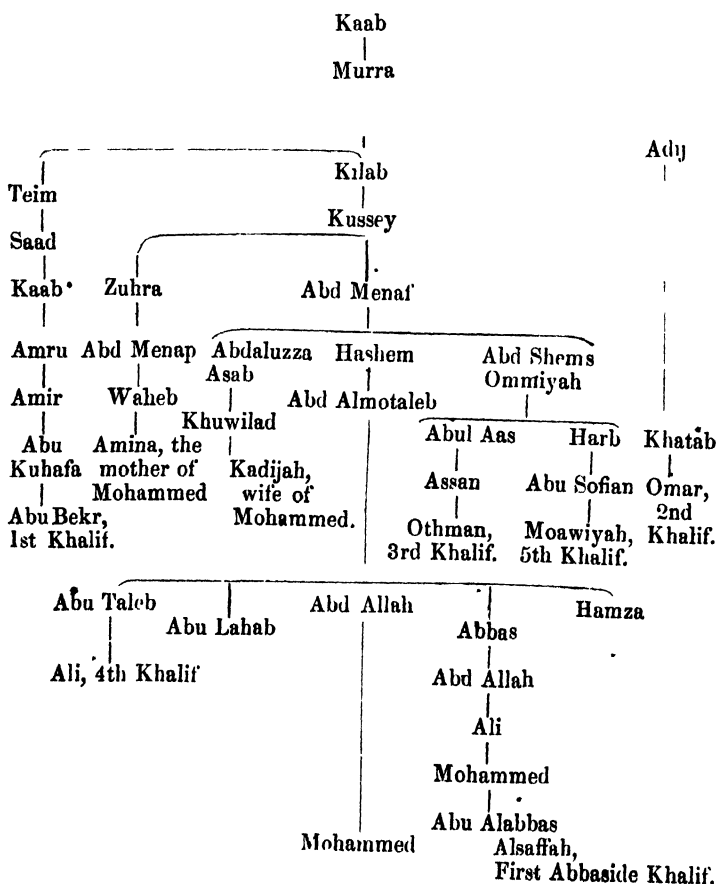 Kaab
Murra
Ady
Kilab
Teim
Kussey
Saad
Kaab Zuhra Abd Menaf
Amru Abd Menap Abdaluzza Hashem Abd Shems
Asab Ommiyah
Amir Waheb Abd Almotaleb
Khuwilad
Abul Aas Harb Khatab
Abu Amina, the
Kuhafa mother of Kadijah, Assan Abu Sofian Omar,
Mohammed wife of 2nd
Abu Bekr, Mohammed. Othman, Moawiyah, Khalif.
1st Khalif. 3rd Khalif. 5th Khalif.
Abu Taleb Abd Allah Hamza
Abu Lahab Abbas
Ali, 4th Khalif Abd Allah
Ali
Mohammed
Abu Alabbas
Mohammed Alsaffah,
First Abbaside Khalif.